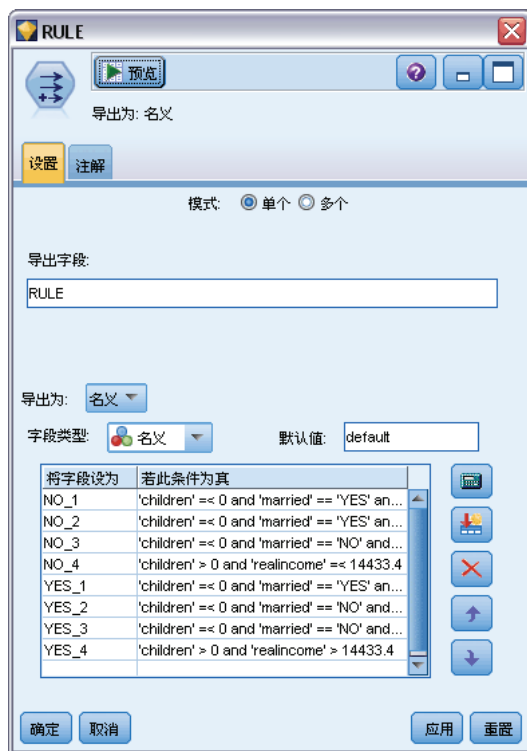 RULE
预览
导出为: 名义
设置 注解
模式: 单个 多个
导出字段:
RULE
导出为: 名义
字段类型: 名义 默认值: default
将字段设为 若此条件为真
NO_1 'children' =< 0 and 'married' == 'YES' an...
NO_2 'children' =< 0 and 'married' == 'YES' an...
NO_3 'children' =< 0 and 'married' == 'NO' and...
NO_4 'children' > 0 and 'realincome' =< 14433.4
YES_1 'children' =< 0 and 'married' == 'YES' an...
YES_2 'children' =< 0 and 'married' == 'NO' and...
YES_3 'children' =< 0 and 'married' == 'NO' and...
YES_4 'children' > 0 and 'realincome' > 14433.4
确定 取消 应用 重置